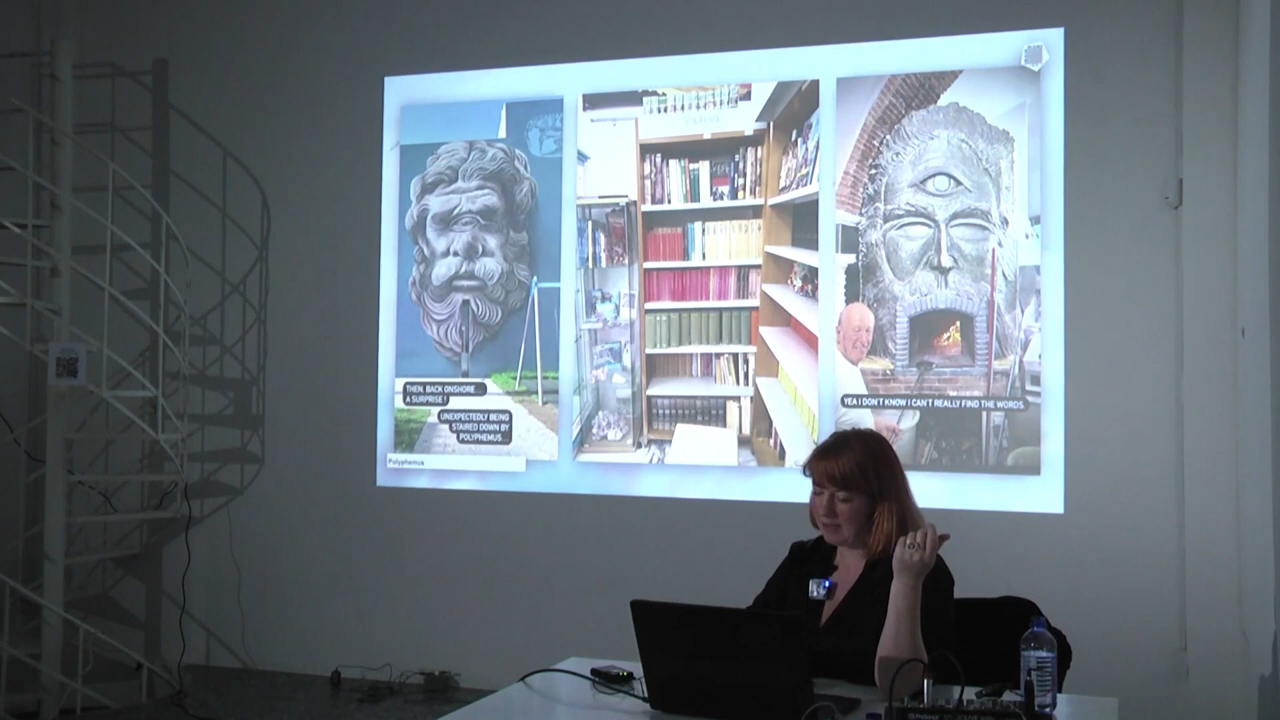 THEN, BACK ONSHORE...
A SURPRISE!
UNEXPECTEDLY BEING
STAIRED DOWN BY
POLYPHEMUS...
Polyphemus
YEA I DON'T KNOW I CAN'T REALLY FIND THE WORDS.
Roland